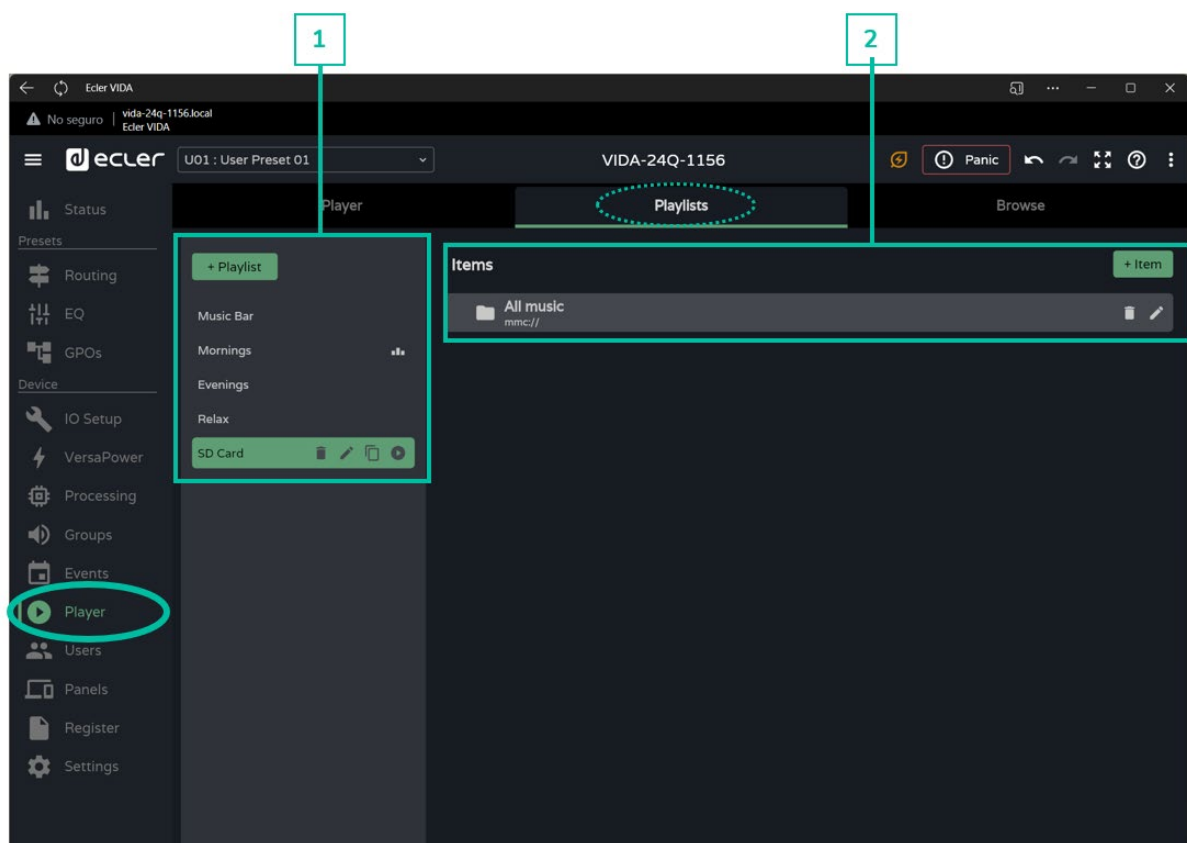 1
2
Ecler VIDA
No seguro
vida-24q-1156.local
Ecler VIDA
ecler
U01 : User Preset 01
VIDA-24Q-1156
Panic
Status
Player
Playlists
Browse
Presets
Routing
EQ
GPOs
Device
IO Setup
VersaPower
Processing
Groups
Events
Player
Users
Panels
Register
Settings
+ Playlist
Music Bar
Mornings
Evenings
Relax
SD Card
Items
+ Item
All music
mmc://